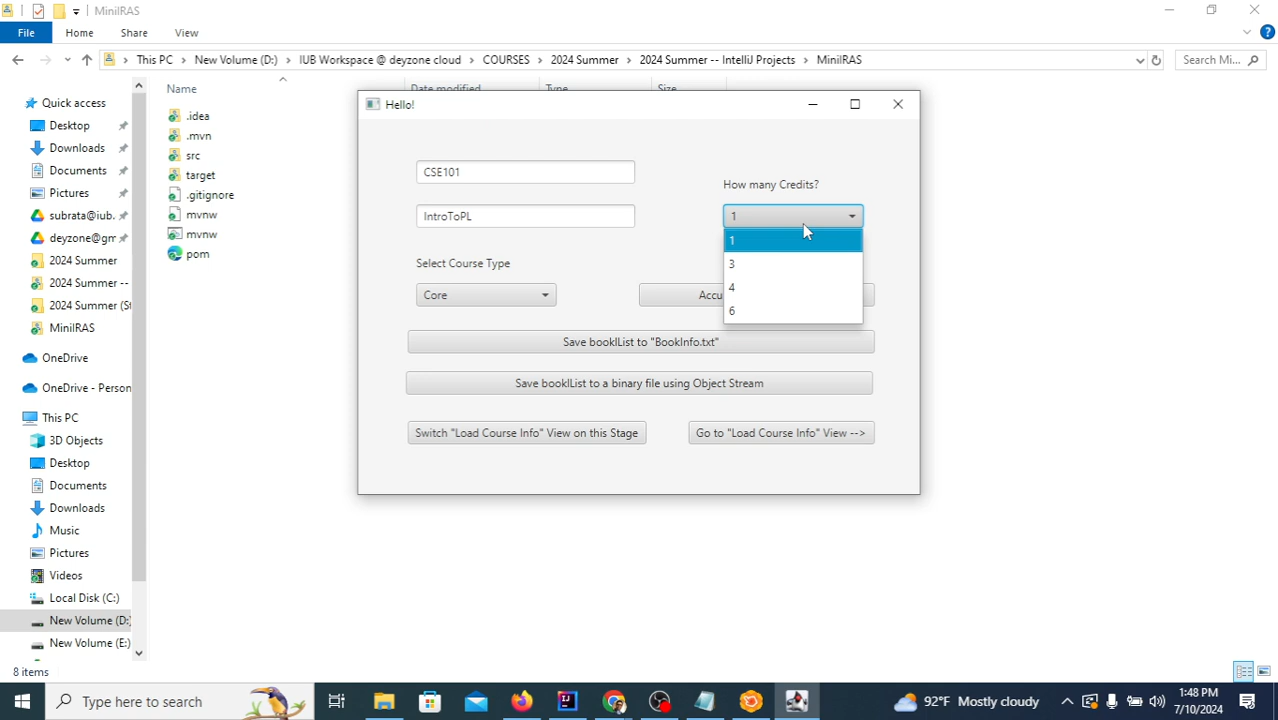 MiniIRAS
File
Home
Share
View
This PC
New Volume (D:)
IUB Workspace @ deyzone cloud
COURSES
2024 Summer
2024 Summer -- IntelliJ Projects
MiniIRAS
Search Mi...
Name
Date modified
Type
Size
Quick access
Desktop
Downloads
Documents
Pictures
subrata@iub.
deyzone@gr
2024 Summer
2024 Summer --
2024 Summer (St
MiniIRAS
OneDrive
OneDrive - Person
This PC
3D Objects
Desktop
Documents
Downloads
Music
Pictures
Videos
Local Disk (C:)
New Volume (D:)
New Volume (E:)
.idea
.mvn
src
target
.gitignore
mvnw
mvnw
pom
Hello!
CSE101
How many Credits?
IntroToPL
1
1
3
4
6
Select Course Type
Core
Accu
Save booklList to "BookInfo.txt"
Save booklList to a binary file using Object Stream
Switch "Load Course Info" View on this Stage
Go to "Load Course Info" View -->
8 items
Type here to search
92°F Mostly cloudy
1:48 PM
7/10/2024